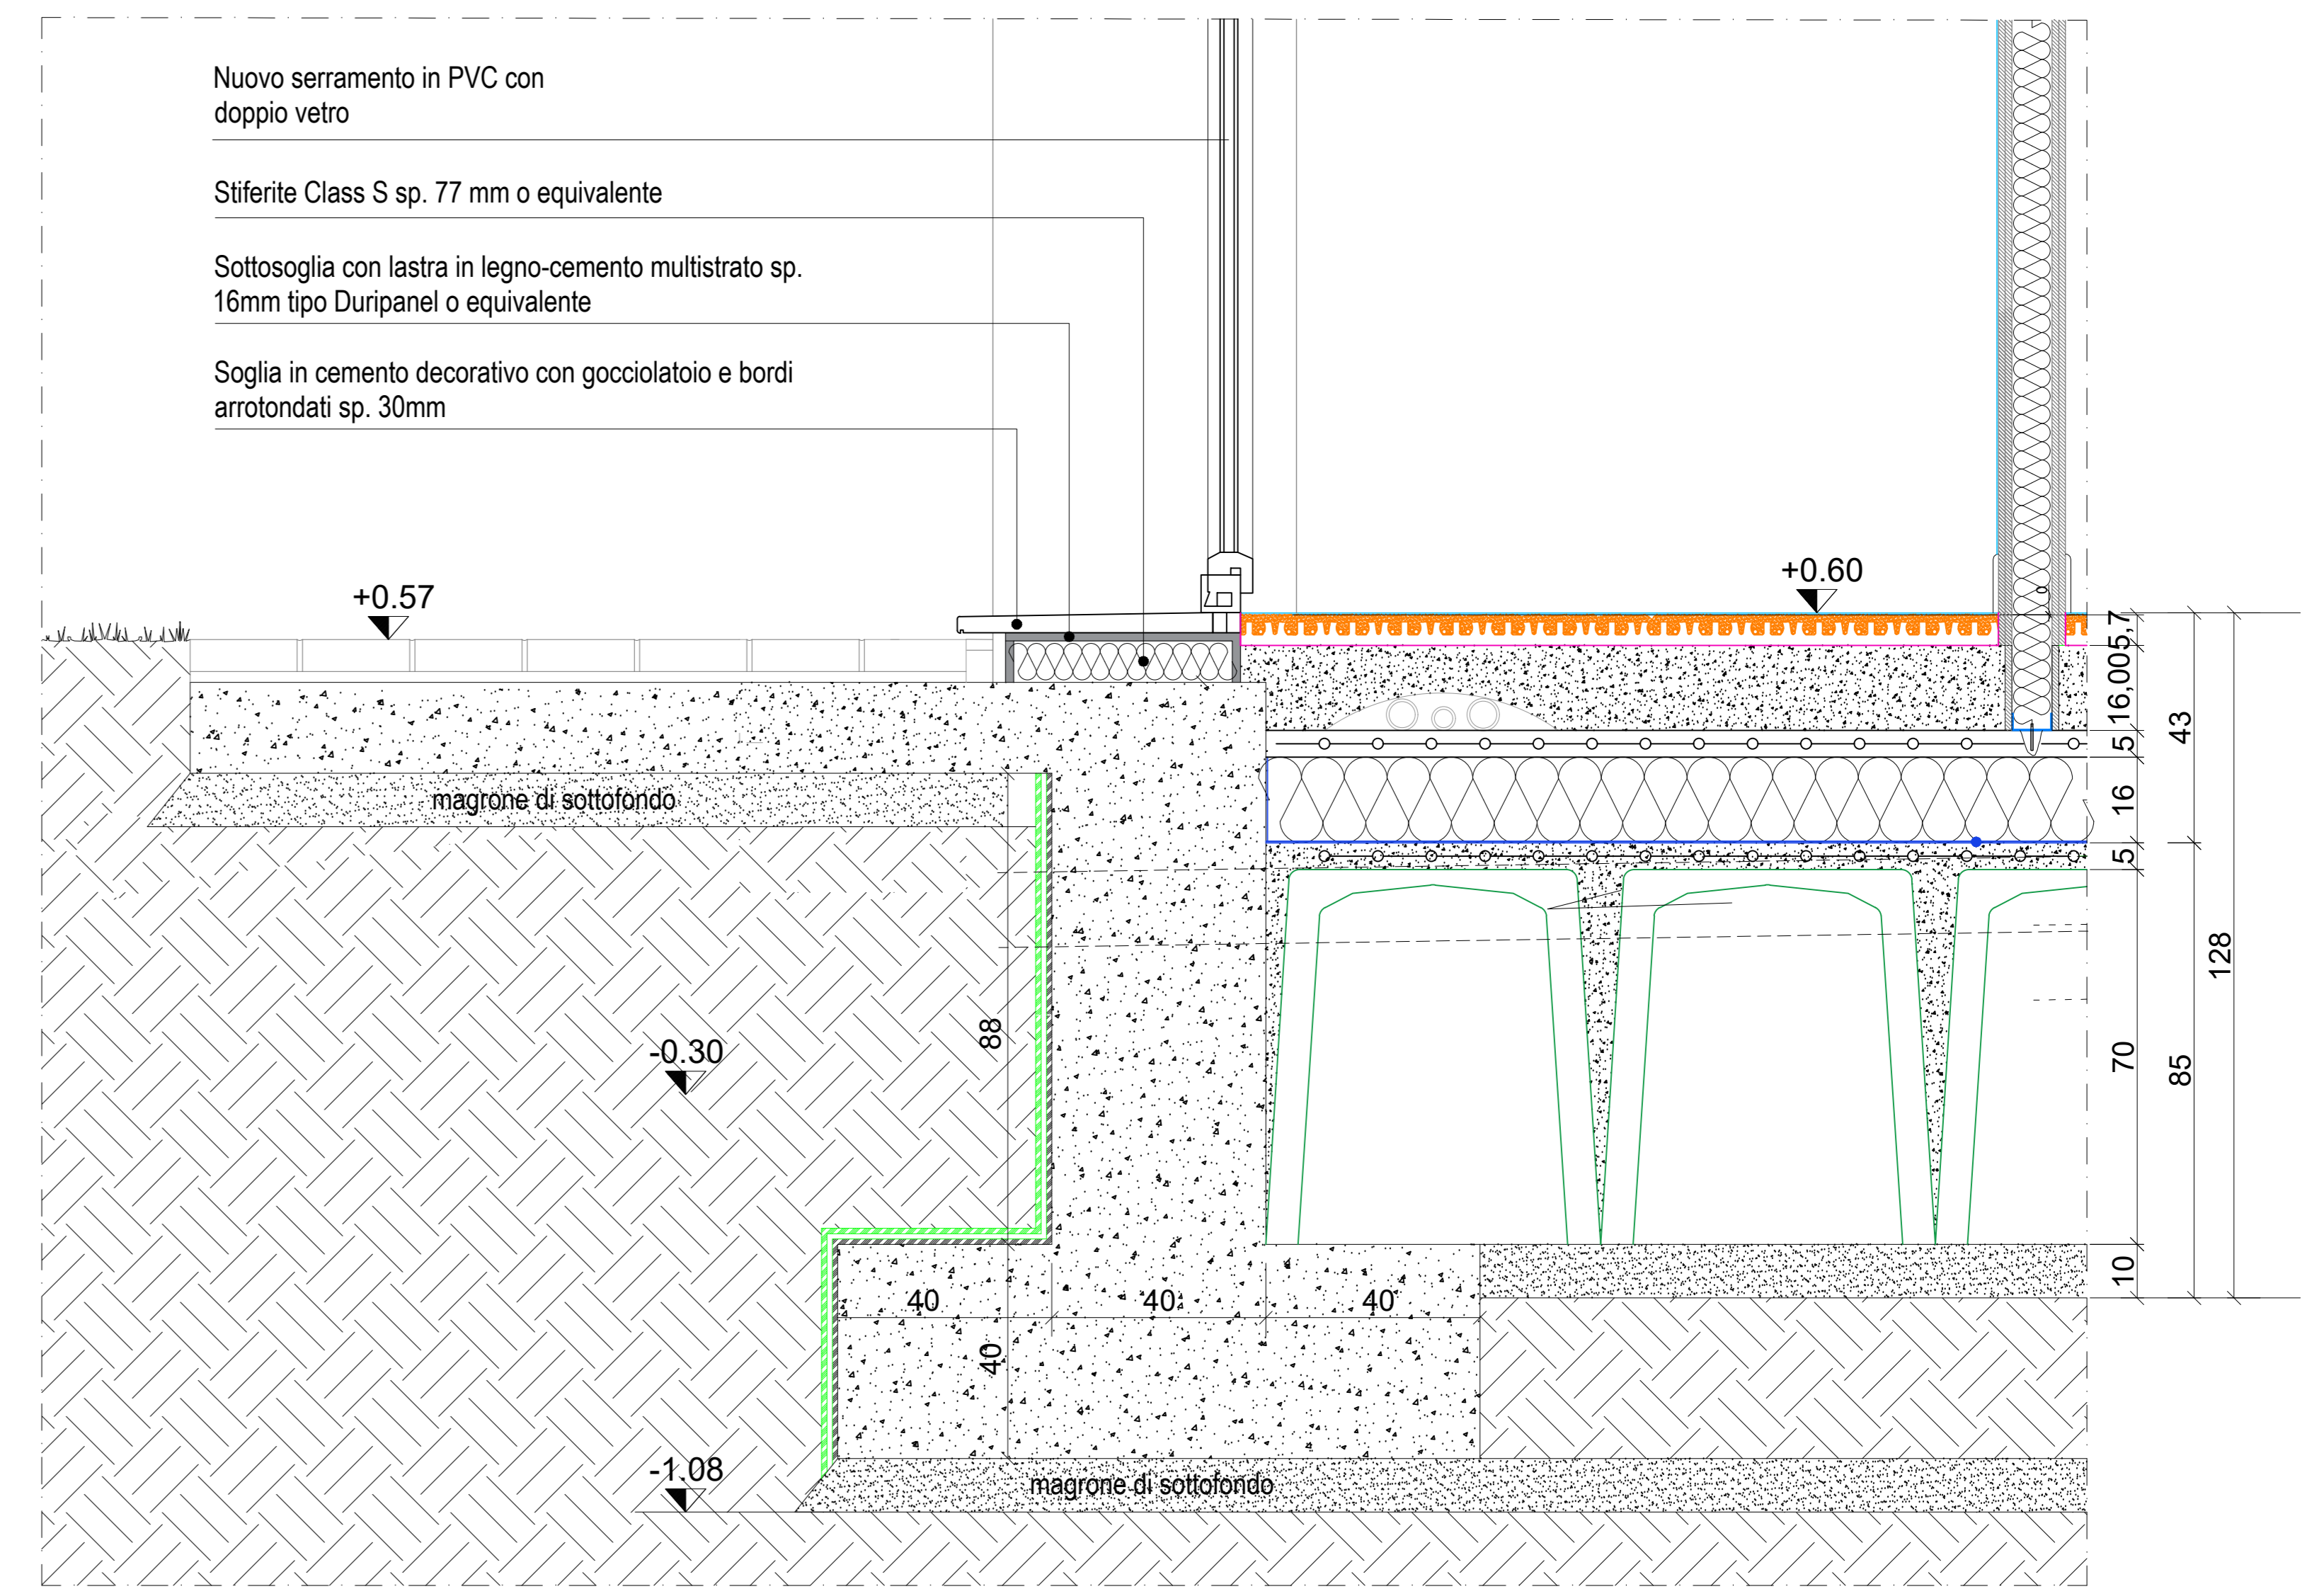 Nuovo serramento in PVC con
doppio vetro
Stiferite Class S sp. 77 mm o equivalente
Sottosoglia con lastra in legno-cemento multistrato sp.
16mm tipo Duripanel o equivalente
Soglia in cemento decorativo con gocciolatoio e bordi
arrotondati sp. 30mm
+0.57
+0.60
0
5,7
16,00
5
43
16
5
magrone di sottofondo
128
88
-0.30
70
85
10
40
40
40
40
-1.08
magrone di sottofondo